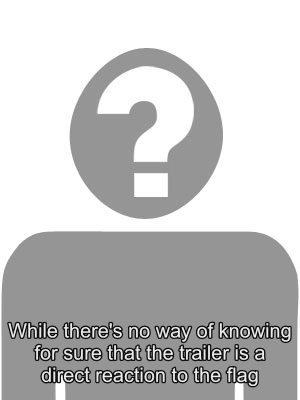 ?
While there's no way of knowing
for sure that the trailer is a
direct reaction to the flag